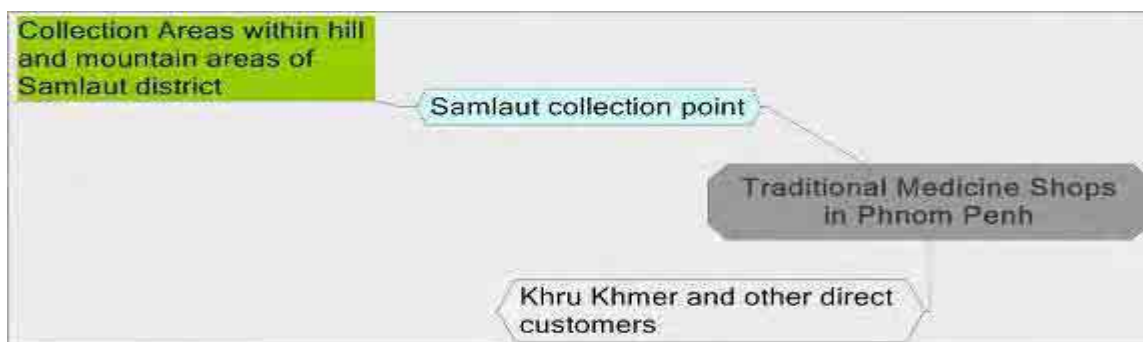 Collection Areas within hill
and mountain areas of
Samlaut district
Samlaut collection point
Traditional Medicine Shops
in Phnom Penh
Khru Khmer and other direct
customers